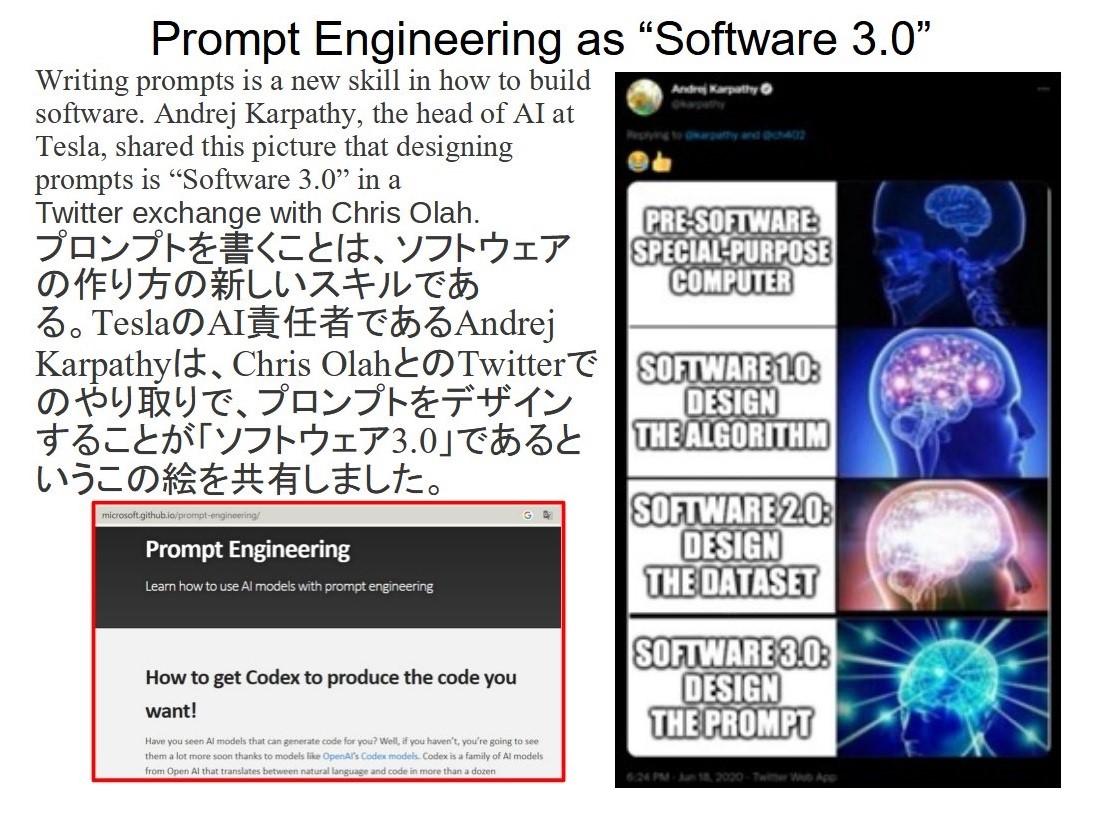 Prompt Engineering as “Software 3.0”
Writing prompts is a new skill in how to build
software. Andrej Karpathy, the head of AI at
Tesla, shared this picture that designing
prompts is “Software 3.0” in a
Twitter exchange with Chris Olah.
プロンプトを書くことは、ソフトウェア
の作り方の新しいスキルであ
る。TeslaのAI責任者であるAndrej
Karpathyは、Chris OlahとのTwitterで
のやり取りで、プロンプトをデザイン
することが「ソフトウェア3.0」であると
いうこの絵を共有しました。
microsoft.github.io/prompt-engineering/
Prompt Engineering
Learn how to use AI models with prompt engineering
How to get Codex to produce the code you
want!
Have you seen AI models that can generate code for you? Well, if you haven't, you're going to see
them a lot more soon thanks to models like OpenAI's Codex models. Codex is a family of AI models
from Open AI that translates between natural language and code in more than a dozen
Andrej Karpathy
@karpathy
Replying to @karpathy and @ch402
😂👍
PRE-SOFTWARE:
SPECIAL-PURPOSE
COMPUTER
SOFTWARE 1.0:
DESIGN
THE ALGORITHM
SOFTWARE 2.0:
DESIGN
THE DATASET
SOFTWARE 3.0:
DESIGN
THE PROMPT
6:24 PM · Jun 18, 2020 · Twitter Web App